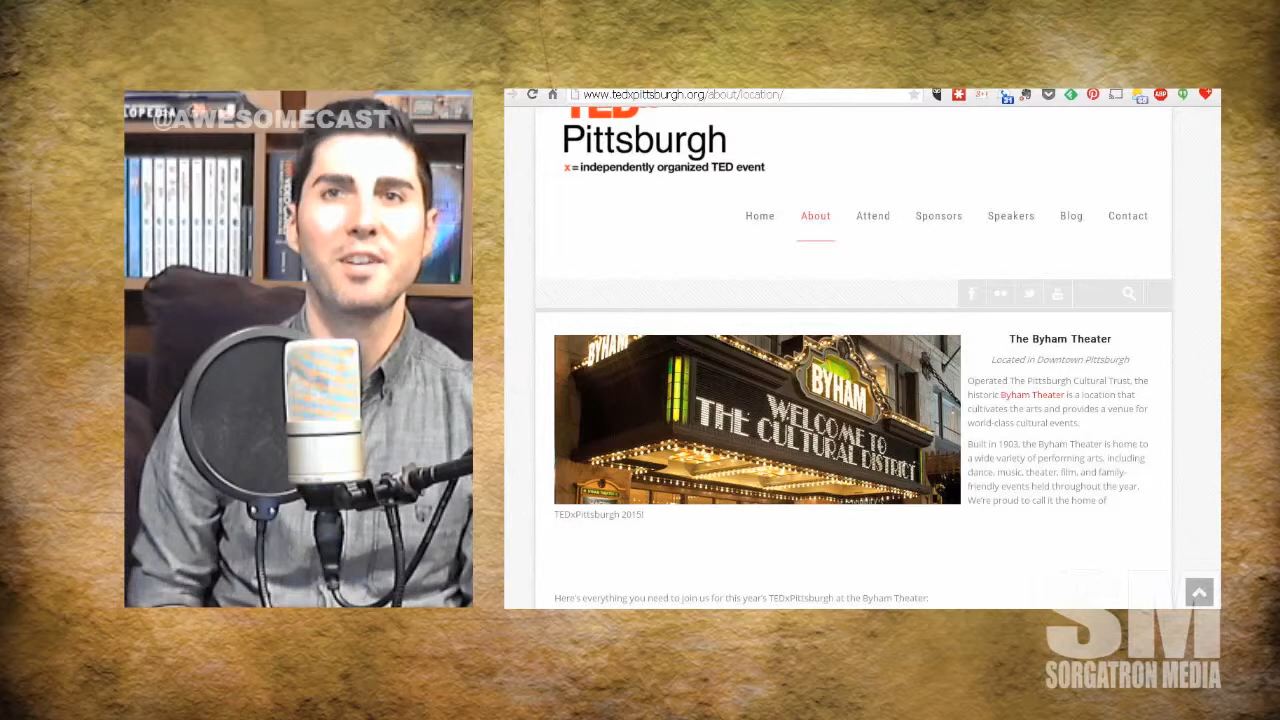 @AWESOMECAST
www.tedxpittsburgh.org/about/location/
TED
Pittsburgh
x = independently organized TED event
Home About Attend Sponsors Speakers Blog Contact
BYHAM
BYHAM
WELCOME TO
THE CULTURAL DISTRICT
The Byham Theater
Located in Downtown Pittsburgh
Operated The Pittsburgh Cultural Trust, the
historic Byham Theater is a location that
cultivates the arts and provides a venue for
world-class cultural events.
Built in 1903, the Byham Theater is home to
a wide variety of performing arts, including
dance, music, theater, film, and family-
friendly events held throughout the year.
We're proud to call it the home of
TEDxPittsburgh 2015!
Here's everything you need to join us for this year's TEDxPittsburgh at the Byham Theater:
SM
SORGATRON MEDIA